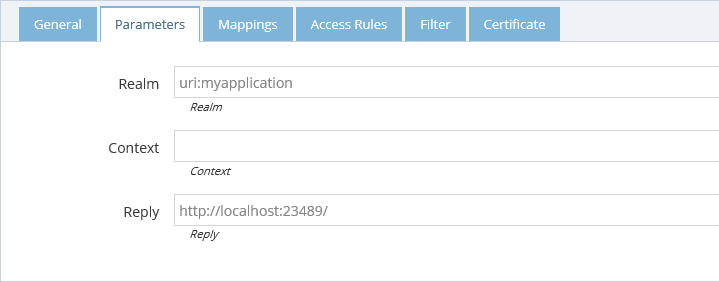 General Parameters Mappings Access Rules Filter Certificate
Realm uri:myapplication
Realm
Context
Context
Reply http://localhost:23489/
Reply